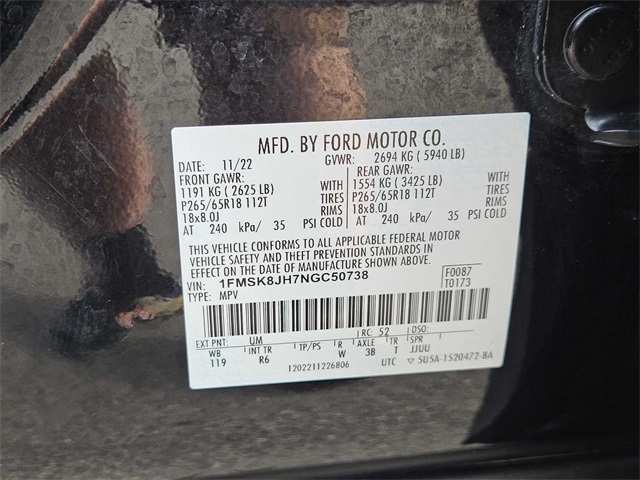 MFD. BY FORD MOTOR CO.
DATE: 11/22 GVWR: 2694 KG ( 5940 LB)
FRONT GAWR: REAR GAWR:
1191 KG ( 2625 LB) WITH 1554 KG ( 3425 LB) WITH
P265/65R18 112T TIRES P265/65R18 112T TIRES
18x8.0J RIMS 18x8.0J RIMS
AT 240 kPa/ 35 PSI COLD AT 240 kPa/ 35 PSI COLD
THIS VEHICLE CONFORMS TO ALL APPLICABLE FEDERAL MOTOR
VEHICLE SAFETY AND THEFT PREVENTION STANDARDS IN
EFFECT ON THE DATE OF MANUFACTURE SHOWN ABOVE.
VIN: 1FMSK8JH7NGC50738 F0087
TYPE: MPV T0173
EXT PNT: UM RC: 52 DSO:
WB INT TR TP/PS R AXLE TR SPR
119 R6 W 3B T JJUU
1202211226806 UTC ▽ 5U5A-1520472-BA